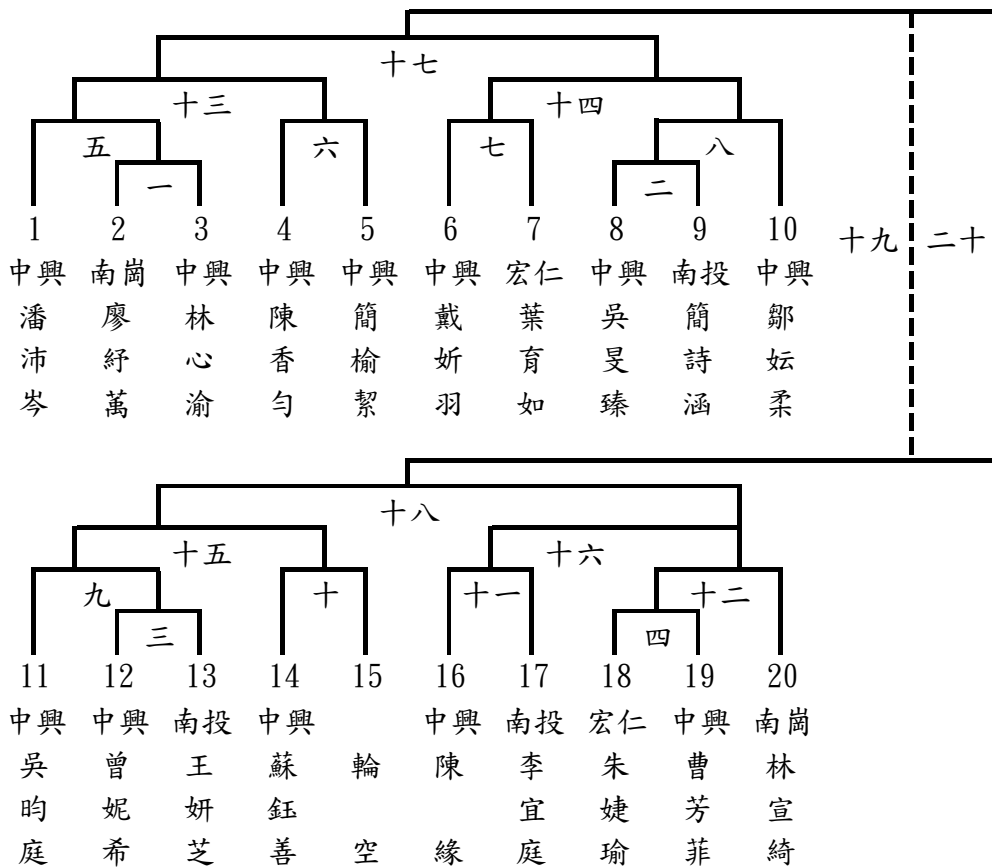 十七
十三 十四
五 六 七 八
一 二
1 2 3 4 5 6 7 8 9 10
十九 二十
中興 南崗 中興 中興 中興 中興 宏仁 中興 南投 中興
潘 廖 林 陳 簡 戴 葉 吳 簡 鄒
沛 紓 心 香 榆 妡 育 旻 詩 妘
岑 萬 渝 勻 絜 羽 如 臻 涵 柔
十八
十五 十六
九 十 十一 十二
三 四
11 12 13 14 15 16 17 18 19 20
中興 中興 南投 中興 中興 南投 宏仁 中興 南崗
吳 曾 王 蘇 輪 陳 李 朱 曹 林
昀 妮 妍 鈺 宜 婕 芳 宣
庭 希 芝 善 空 緣 庭 瑜 菲 綺